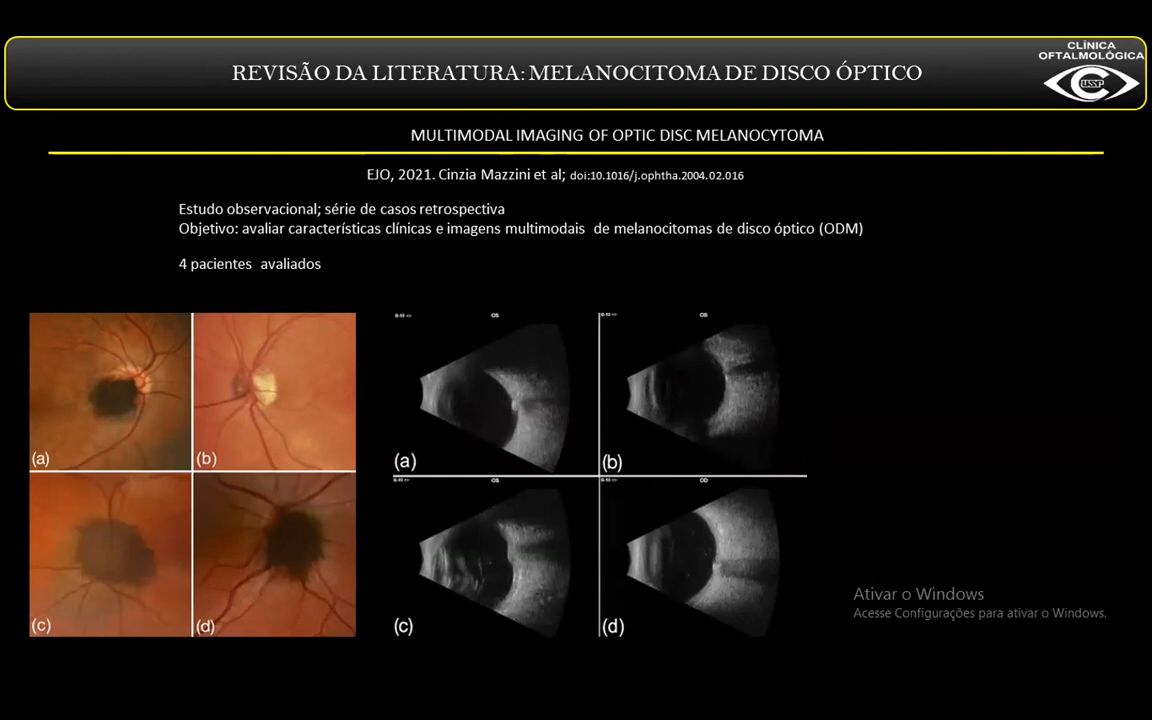 CLÍNICA
OFTALMOLÓGICA
REVISÃO DA LITERATURA: MELANOCITOMA DE DISCO ÓPTICO
MULTIMODAL IMAGING OF OPTIC DISC MELANOCYTOMA
EJO, 2021. Cinzia Mazzini et al; doi:10.1016/j.ophtha.2004.02.016
Estudo observacional; série de casos retrospectiva
Objetivo: avaliar características clínicas e imagens multimodais de melanocitomas de disco óptico (ODM)
4 pacientes avaliados
(a)
(b)
(c)
(d)
OS
OS
(a)
(b)
OS
OD
(c)
(d)
Ativar o Windows
Acesse Configurações para ativar o Windows.